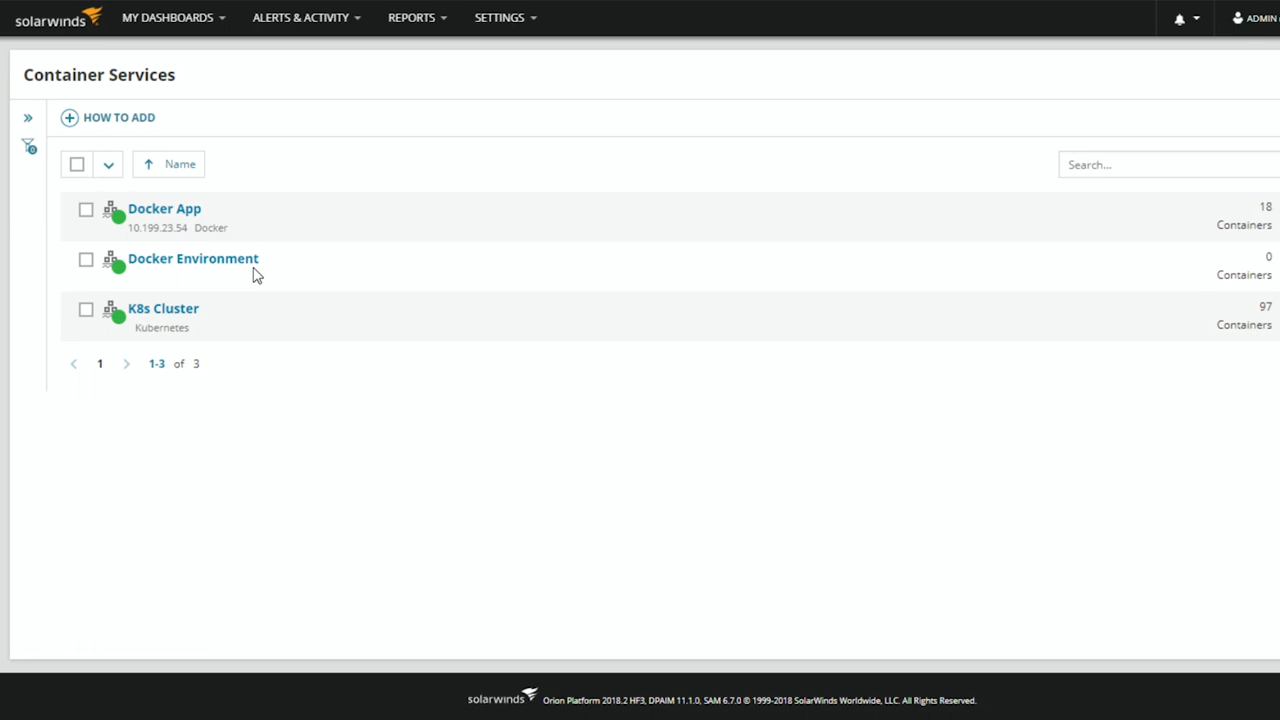 solarwinds MY DASHBOARDS ALERTS & ACTIVITY REPORTS SETTINGS ADMIN
Container Services
HOW TO ADD
0
Name Search...
Docker App 18
10.199.23.54 Docker Containers
Docker Environment 0
Containers
K8s Cluster 97
Kubernetes Containers
1 1-3 of 3
solarwinds Orion Platform 2018.2 HF3, DPAIM 11.1.0, SAM 6.7.0 © 1999-2018 SolarWinds Worldwide, LLC. All Rights Reserved.